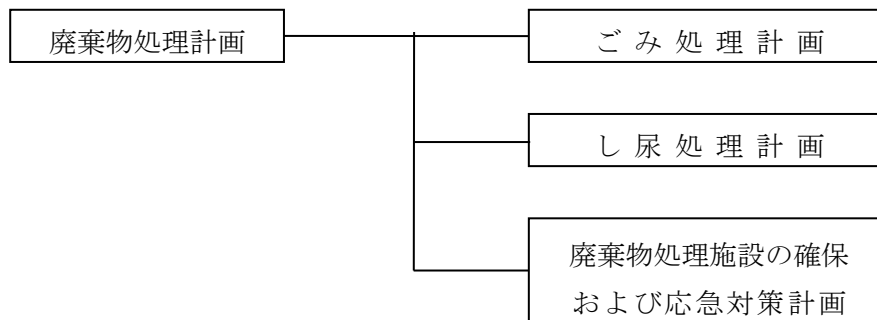 廃棄物処理計画
ごみ処理計画
し尿処理計画
廃棄物処理施設の確保
および応急対策計画